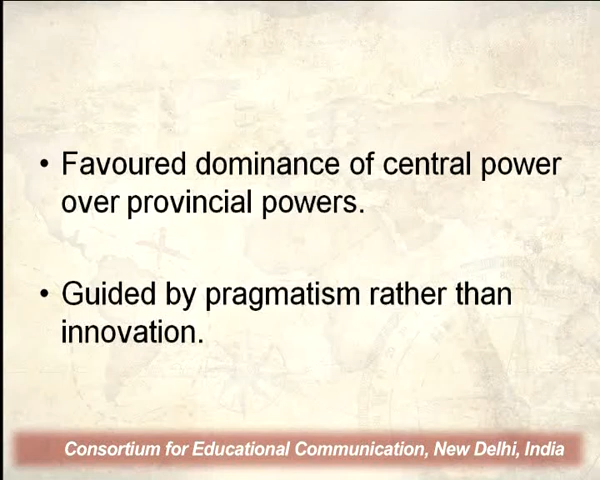 • Favoured dominance of central power
over provincial powers.
• Guided by pragmatism rather than
innovation.
Consortium for Educational Communication, New Delhi, India